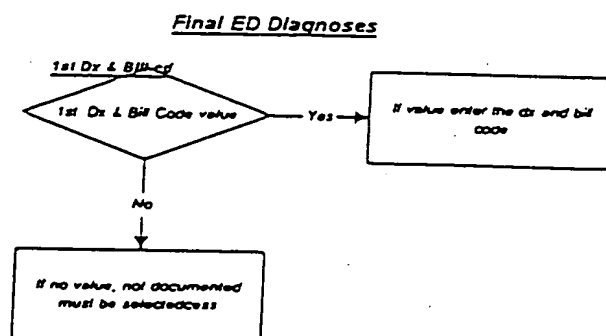 Final ED Diagnoses
1st Dx & Bill cd
1st Dx & Bill Code value
Yes
If value enter the dx and bill
code
No
If no value, not documented
must be selectedcess